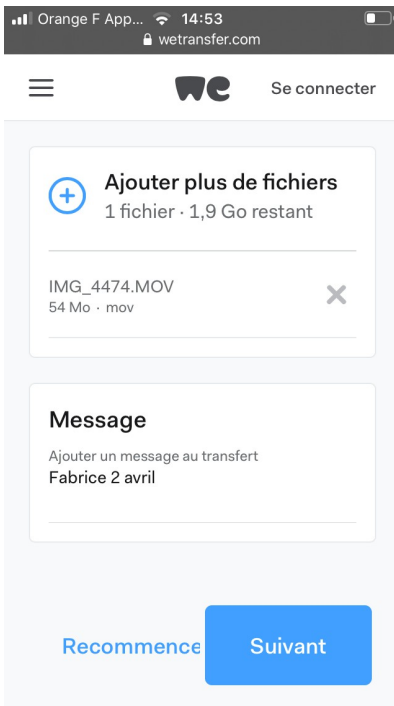 Orange F App... 14:53
wetransfer.com
we Se connecter
Ajouter plus de fichiers
1 fichier · 1,9 Go restant
IMG_4474.MOV
54 Mo · mov
Message
Ajouter un message au transfert
Fabrice 2 avril
Recommence Suivant